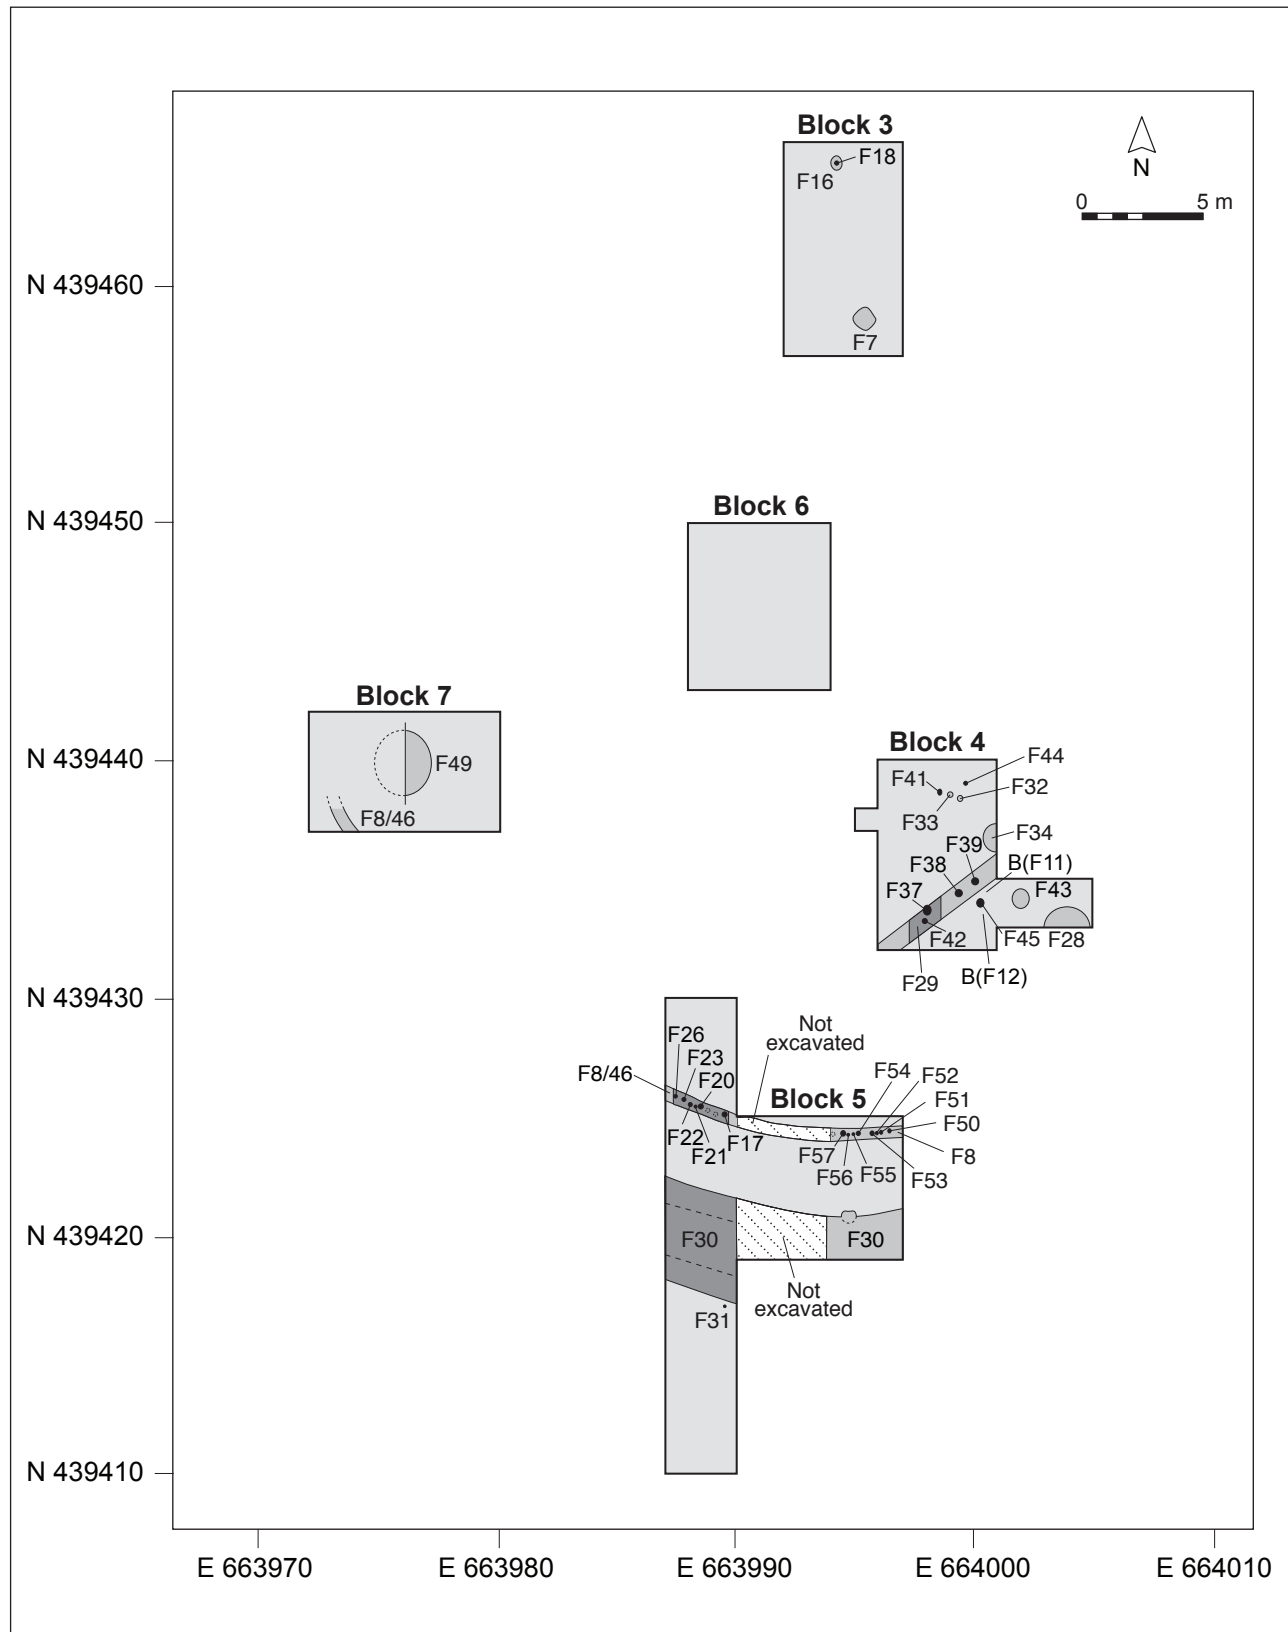 Block 3
F18
F16
N
0 5 m
N 439460
F7
N 439450
Block 6
Block 7
N 439440
F49
F8/46
Block 4
F44
F41
F32
F33
F34
F39
F38
B(F11)
F37
F43
F42
F45
F28
F29
B(F12)
N 439430
Not
excavated
F26
F23
F8/46
F20
Block 5
F54
F52
F51
F50
F22
F17
F21
F57
F8
F56
F55
F53
N 439420
F30
F30
Not
excavated
F31
N 439410
E 663970
E 663980
E 663990
E 664000
E 664010